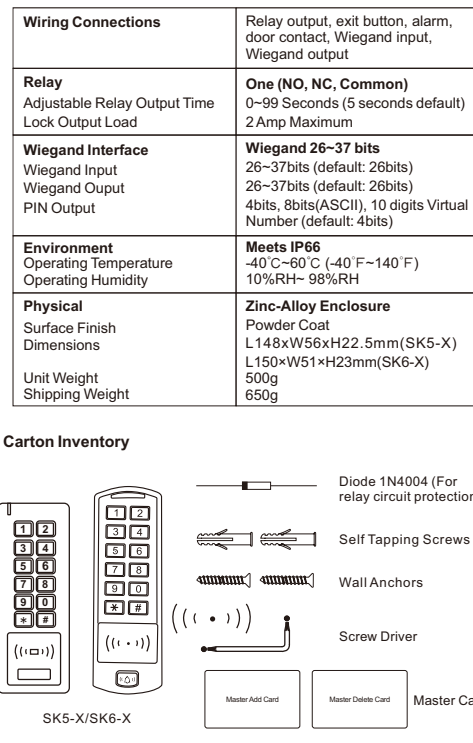 Wiring Connections
Relay output, exit button, alarm,
door contact, Wiegand input,
Wiegand output
Relay
One (NO, NC, Common)
Adjustable Relay Output Time
0~99 Seconds (5 seconds default)
Lock Output Load
2 Amp Maximum
Wiegand Interface
Wiegand 26~37 bits
Wiegand Input
26~37bits (default: 26bits)
Wiegand Ouput
26~37bits (default: 26bits)
PIN Output
4bits, 8bits(ASCII), 10 digits Virtual
Number (default: 4bits)
Environment
Meets IP66
Operating Temperature
-40°C~60°C (-40°F~140°F)
Operating Humidity
10%RH~ 98%RH
Physical
Zinc-Alloy Enclosure
Surface Finish
Powder Coat
Dimensions
L148xW56xH22.5mm(SK5-X)
L150×W51×H23mm(SK6-X)
Unit Weight
500g
Shipping Weight
650g
Carton Inventory
1 2
3 4
5 6
7 8
9 0
* #
1 2
3 4
5 6
7 8
9 0
* #
SK5-X/SK6-X
Diode 1N4004 (For
relay circuit protection
Self Tapping Screws
Wall Anchors
Screw Driver
Master Add Card
Master Delete Card
Master Ca